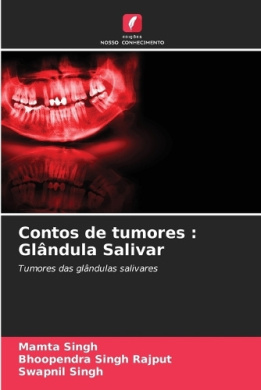 edições
NOSSO CONHECIMENTO
Contos de tumores :
Glândula Salivar
Tumores das glândulas salivares
Mamta Singh
Bhoopendra Singh Rajput
Swapnil Singh